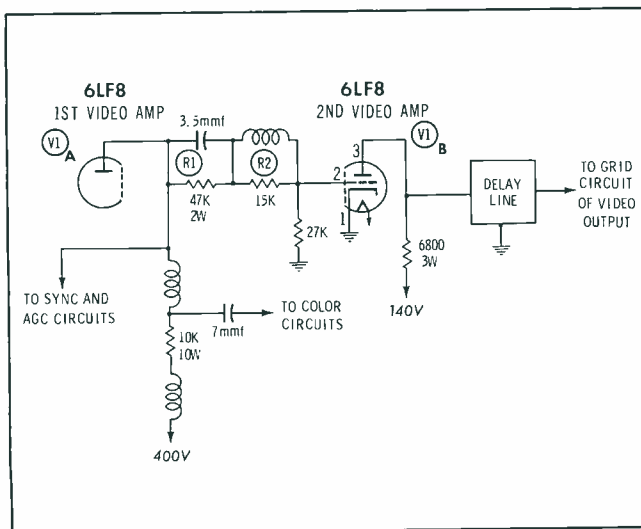 6LF8
1ST VIDEO AMP
V1
A
3.5mmf
R1
47K
2W
R2
15K
27K
6LF8
2ND VIDEO AMP
V1
B
3
2
1
6800
3W
140V
DELAY
LINE
TO GRID
CIRCUIT
OF VIDEO
OUTPUT
TO SYNC AND
AGC CIRCUITS
7mmf
TO COLOR
CIRCUITS
10K
10W
400V